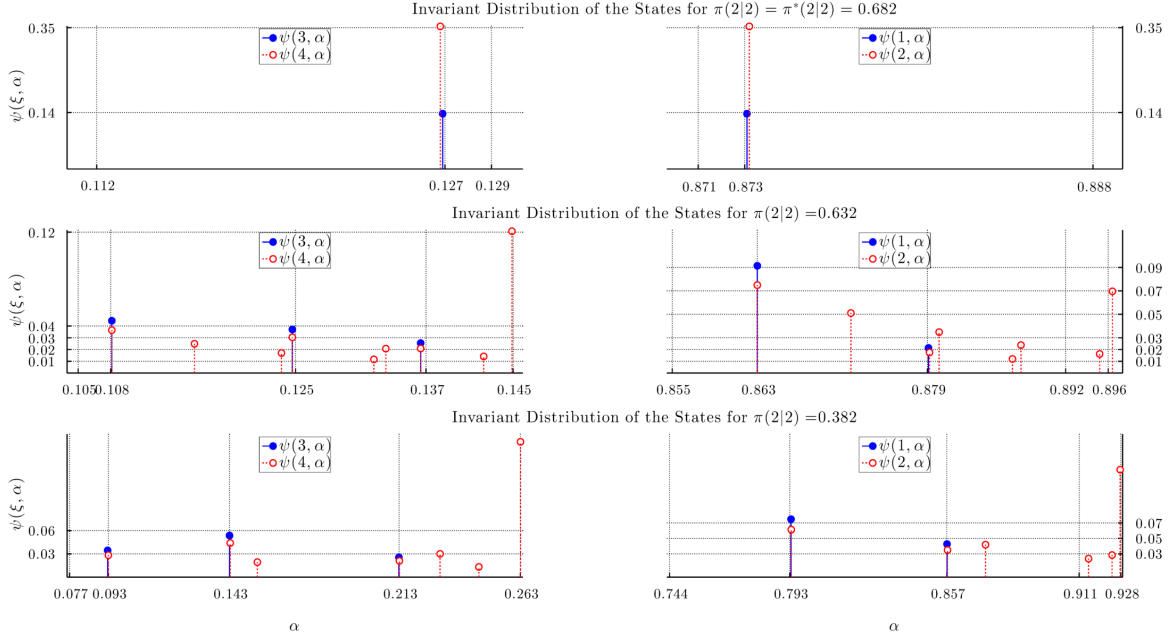 Invariant Distribution of the States for π(2|2) = π*(2|2) = 0.682
ψ(ξ, α)
0.35
0.14
ψ(3, α)
ψ(4, α)
0.112
0.127
0.129
ψ(1, α)
ψ(2, α)
0.35
0.14
0.871
0.873
0.888
Invariant Distribution of the States for π(2|2) =0.632
ψ(ξ, α)
0.12
0.04
0.03
0.02
0.01
ψ(3, α)
ψ(4, α)
0.105
0.108
0.125
0.137
0.145
ψ(1, α)
ψ(2, α)
0.09
0.07
0.05
0.03
0.02
0.01
0.855
0.863
0.879
0.892
0.896
Invariant Distribution of the States for π(2|2) =0.382
ψ(ξ, α)
0.06
0.03
ψ(3, α)
ψ(4, α)
0.077
0.093
0.143
0.213
0.263
α
ψ(1, α)
ψ(2, α)
0.07
0.05
0.03
0.744
0.793
0.857
0.911
0.928
α